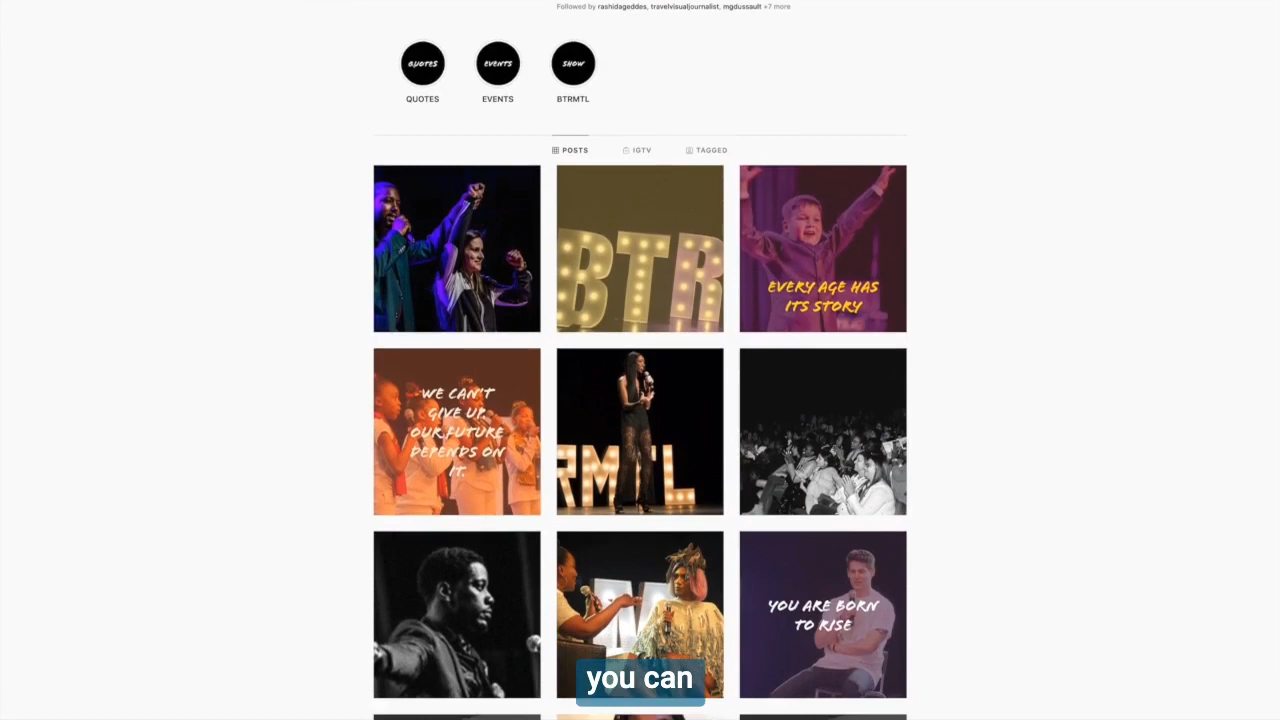 Followed by rashidageddes, travelvisualjournalist, mgdussault +7 more
QUOTES EVENTS SHOW
QUOTES EVENTS BTRMTL
POSTS IGTV TAGGED
BTR
EVERY AGE HAS
ITS STORY
WE CAN'T
GIVE UP.
OUR FUTURE
DEPENDS ON
IT.
RMTL
YOU ARE BORN
TO RISE
you can